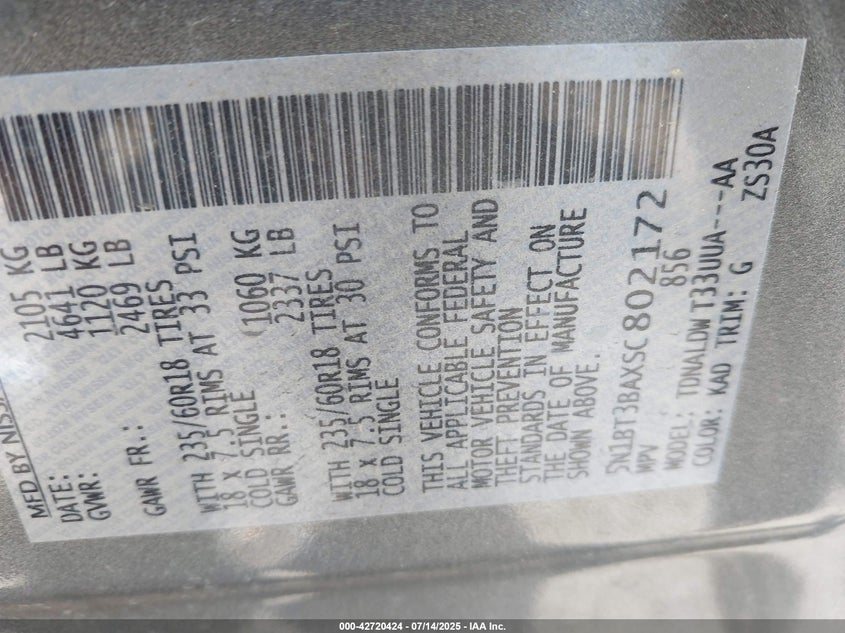 MFD BY NISS
DATE:
GVWR: 2105 KG
4641 LB
GAWR FR.: 1120 KG
2469 LB
WITH 235/60R18 TIRES
18 X 7.5 RIMS AT 33 PSI
COLD SINGLE
GAWR RR.: (1060 KG
2337 LB
WITH 235/60R18 TIRES
18 X 7.5 RIMS AT 30 PSI
COLD SINGLE
THIS VEHICLE CONFORMS TO
ALL APPLICABLE FEDERAL
MOTOR VEHICLE SAFETY AND
THEFT PREVENTION
STANDARDS IN EFFECT ON
THE DATE OF MANUFACTURE
SHOWN ABOVE.
5N1BT3BAXSC802172
MPV 856
MODEL: TDNALDWT33UUA---AA
COLOR: KAD TRIM: G ZS30A
000-42720424 - 07/14/2025 - IAA Inc.